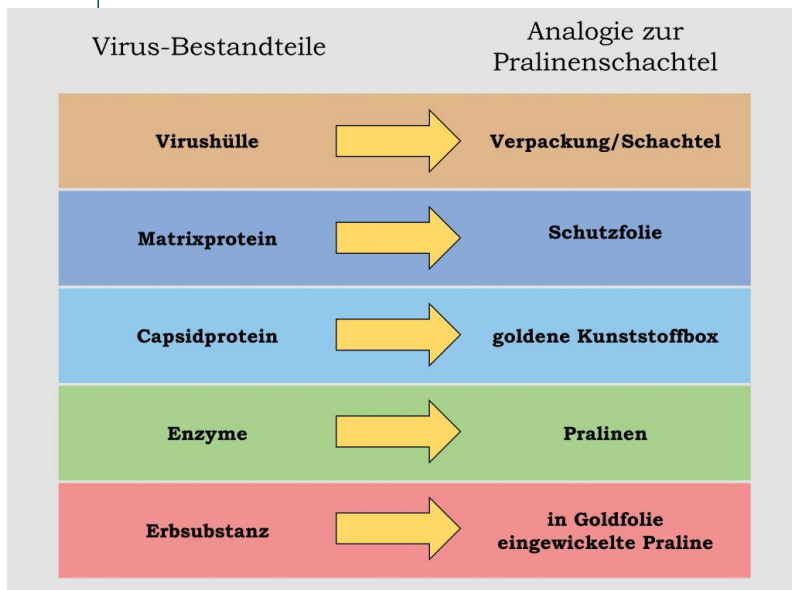 Virus-Bestandteile
Analogie zur
Pralinenschachtel
Virushülle
Verpackung/Schachtel
Matrixprotein
Schutzfolie
Capsidprotein
goldene Kunststoffbox
Enzyme
Pralinen
Erbsubstanz
in Goldfolie
eingewickelte Praline